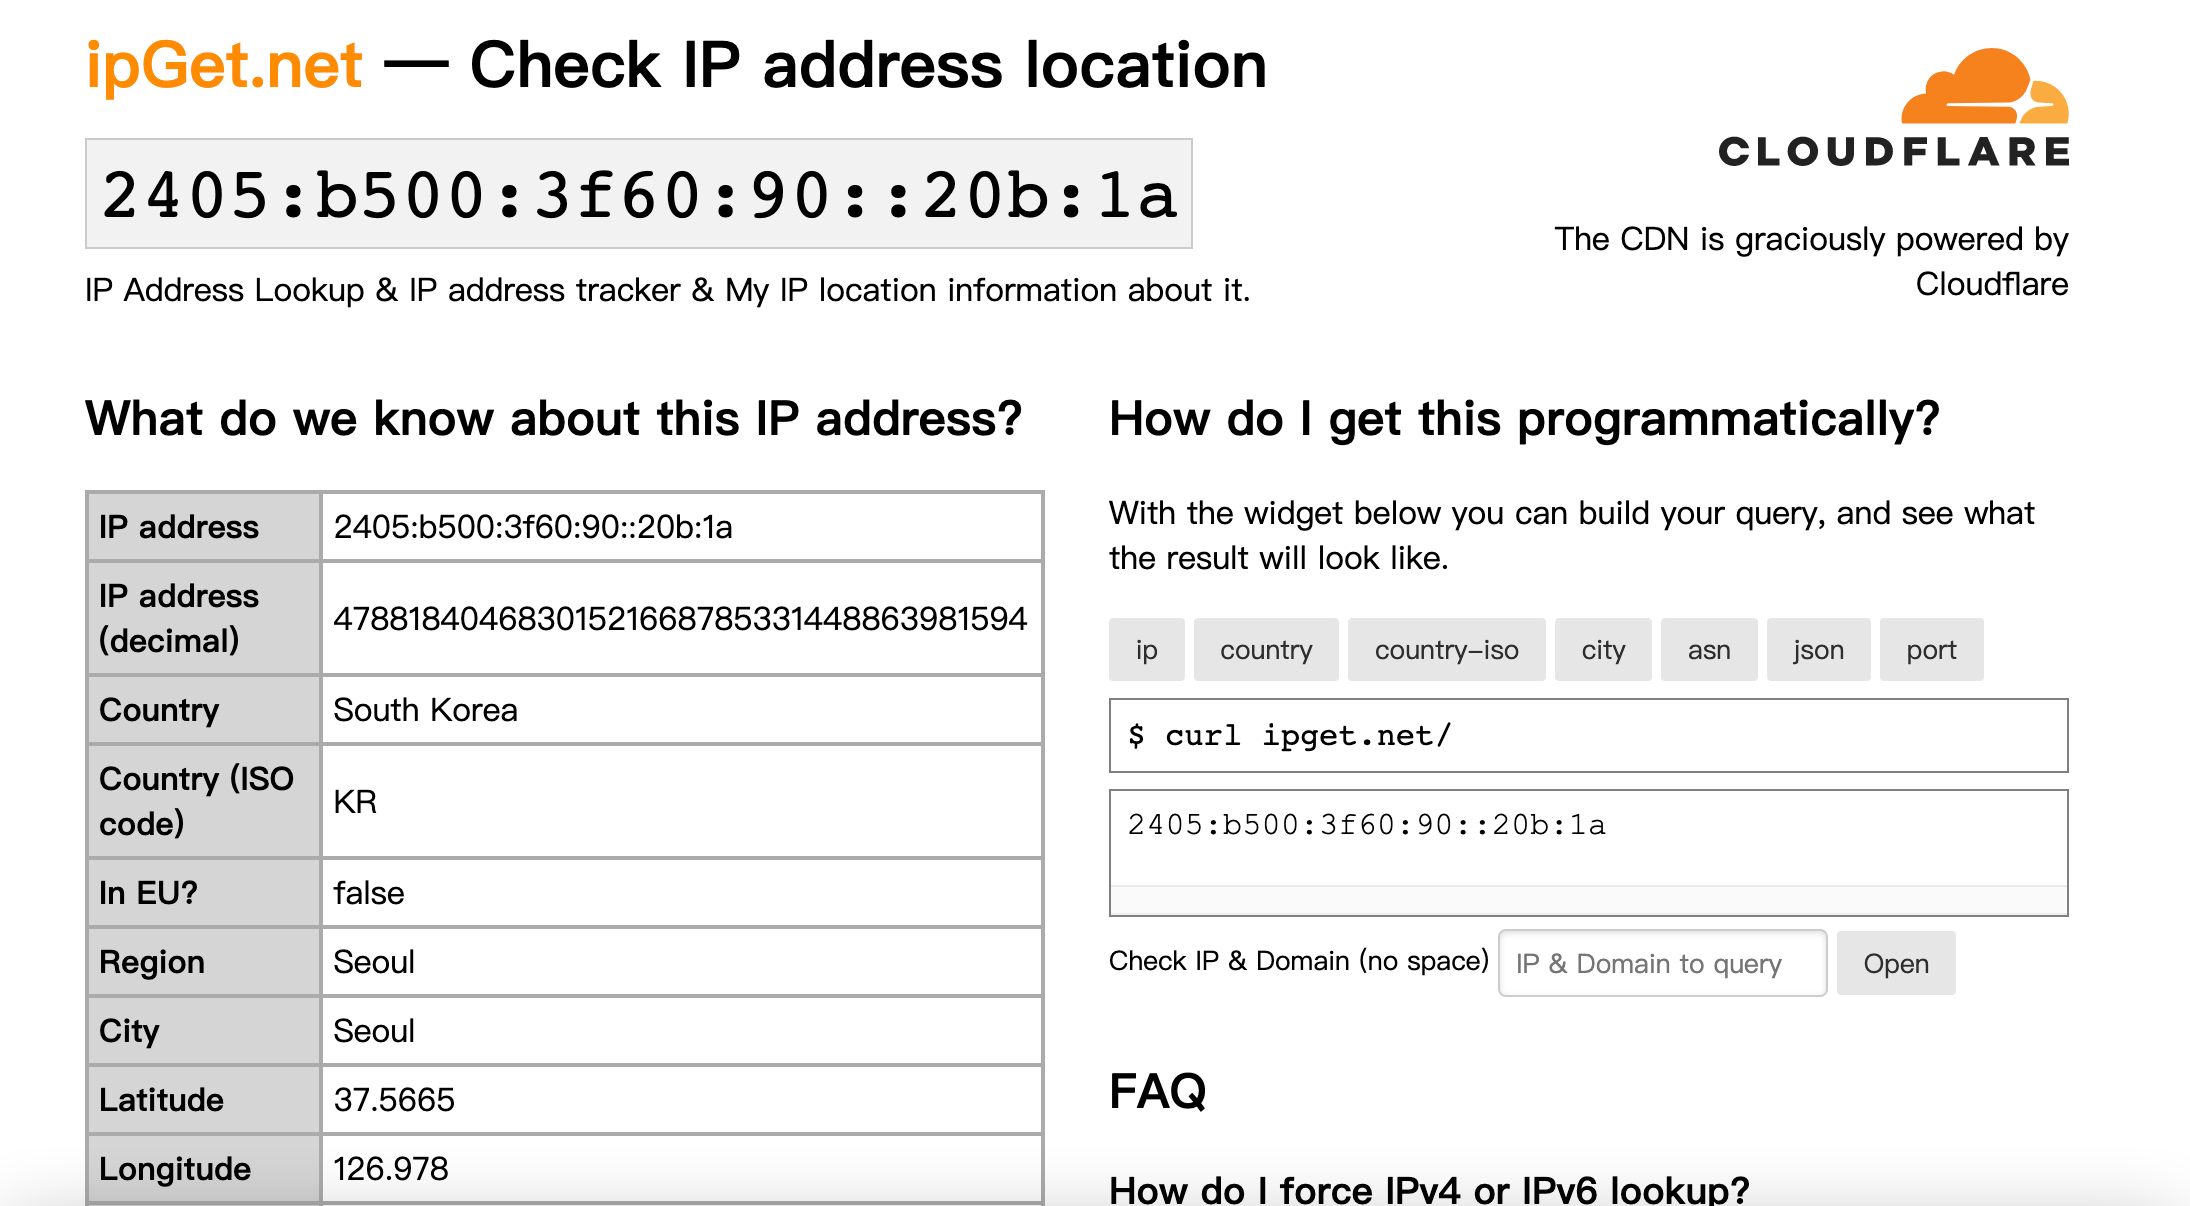 ipGet.net — Check IP address location
2405:b500:3f60:90::20b:1a
IP Address Lookup & IP address tracker & My IP location information about it.
CLOUDFLARE
The CDN is graciously powered by
Cloudflare
What do we know about this IP address?
IP address 2405:b500:3f60:90::20b:1a
IP address
(decimal) 47881840468301521668785331448863981594
Country South Korea
Country (ISO
code) KR
In EU? false
Region Seoul
City Seoul
Latitude 37.5665
Longitude 126.978
How do I get this programmatically?
With the widget below you can build your query, and see what
the result will look like.
ip country country-iso city asn json port
$ curl ipget.net/
2405:b500:3f60:90::20b:1a
Check IP & Domain (no space) IP & Domain to query Open
FAQ
How do I force IPv4 or IPv6 lookup?